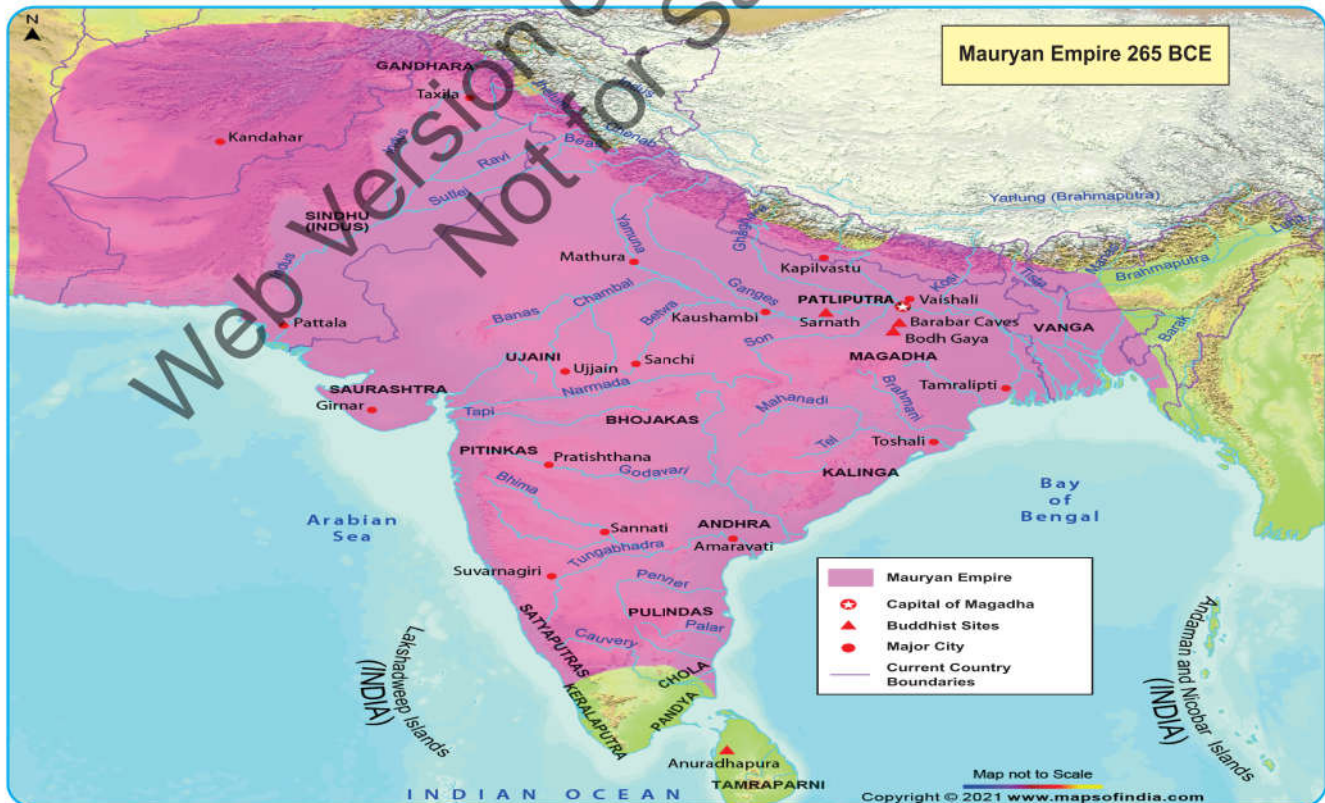 N
Web Version of
Not for Sa
Mauryan Empire 265 BCE
GANDHARA
Taxila
Kandahar
Indus
Jhelum
Chenab
Indus
Beas
Ravi
Sutlej
SINDHU
(INDUS)
Indus
Pattala
Yarlung (Brahmaputra)
Yamuna
Ghaghara
Mathura
Kapilvastu
Kosi
Tista
Manas
Brahmaputra
Luhit
Banas
Chambal
Betwa
Ganges
Kaushambi
PATLIPUTRA
Vaishali
Sarnath
Barabar Caves
Bodh Gaya
Son
VANGA
Barak
UJAINI
Ujjain
Sanchi
MAGADHA
Narmada
SAURASHTRA
Girnar
Tapi
BHOJAKAS
Mahanadi
Brahmani
Tamralipti
Tel
Toshali
PITINKAS
Pratishthana
Godavari
KALINGA
Bhima
Arabian
Sea
Bay
of
Bengal
Sannati
ANDHRA
Amaravati
Tungabhadra
Suvarnagiri
Penner
PULINDAS
Palar
SATYAPUTRAS
Cauvery
CHOLA
KERALAPUTRA
PANDYA
Lakshadweep Islands
(INDIA)
Andaman and Nicobar Islands
(INDIA)
Mauryan Empire
Capital of Magadha
Buddhist Sites
Major City
Current Country
Boundaries
Anuradhapura
TAMRAPARNI
INDIAN OCEAN
Map not to Scale
Copyright © 2021 www.mapsofindia.com